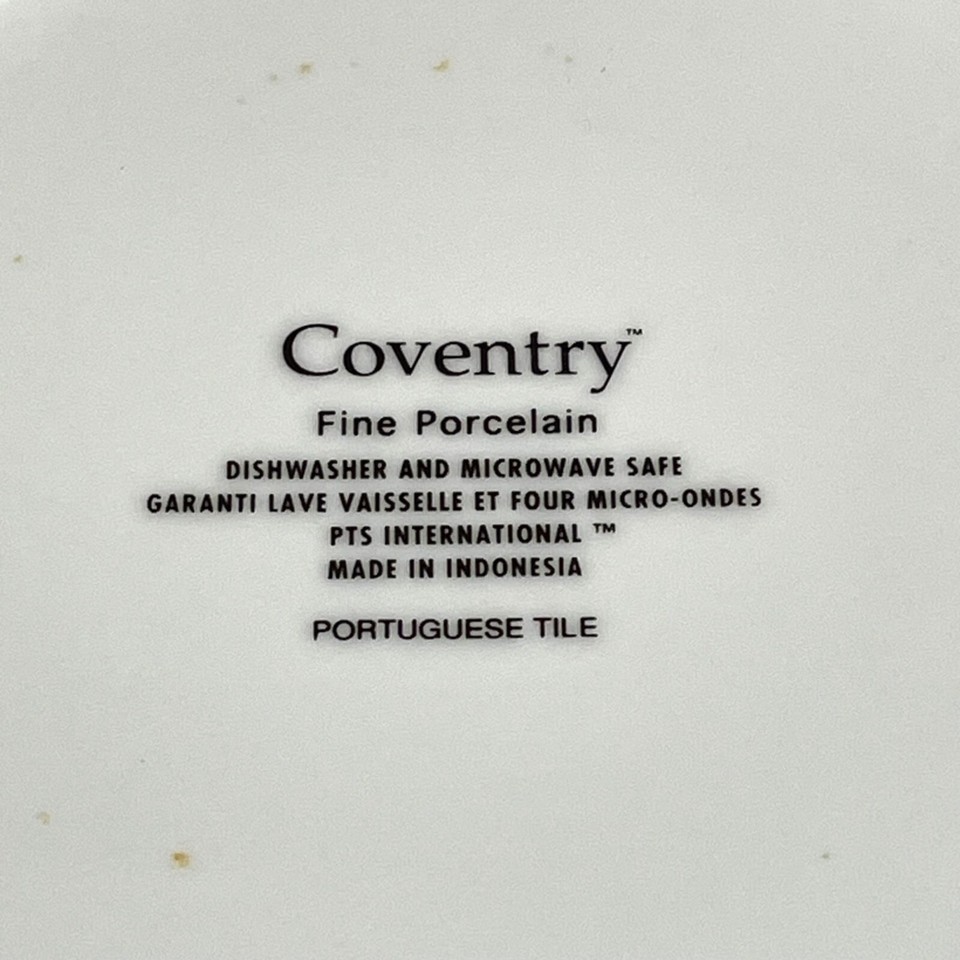 Coventry™
Fine Porcelain
DISHWASHER AND MICROWAVE SAFE
GARANTI LAVE VAISSELLE ET FOUR MICRO-ONDES
PTS INTERNATIONAL ™
MADE IN INDONESIA
PORTUGUESE TILE